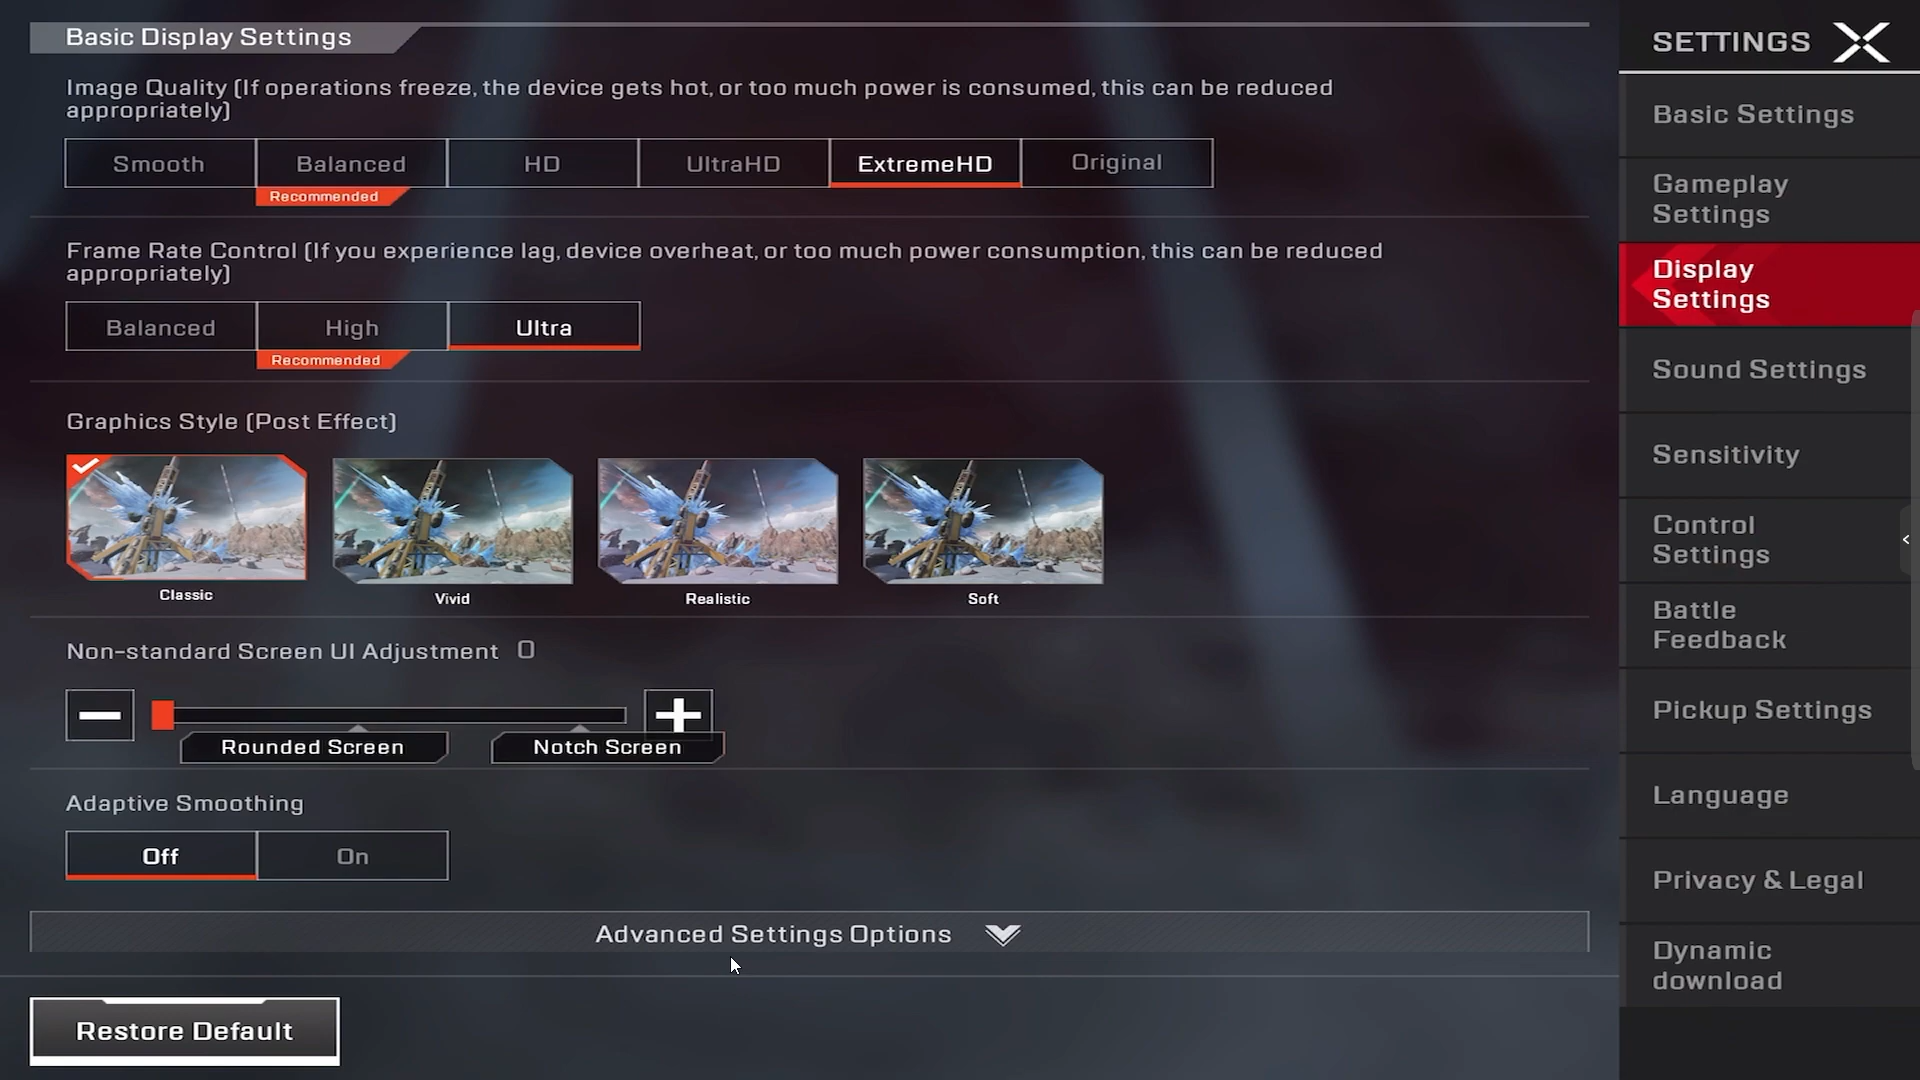 Basic Display Settings
Image Quality (If operations freeze, the device gets hot, or too much power is consumed, this can be reduced
appropriately)
Smooth Balanced HD UltraHD ExtremeHD Original
Recommended
Frame Rate Control (If you experience lag, device overheat, or too much power consumption, this can be reduced
appropriately)
Balanced High Ultra
Recommended
Graphics Style (Post Effect)
Classic Vivid Realistic Soft
Non-standard Screen UI Adjustment 0
Rounded Screen Notch Screen
Adaptive Smoothing
Off On
Advanced Settings Options
Restore Default
SETTINGS
Basic Settings
Gameplay
Settings
Display
Settings
Sound Settings
Sensitivity
Control
Settings
Battle
Feedback
Pickup Settings
Language
Privacy & Legal
Dynamic
download